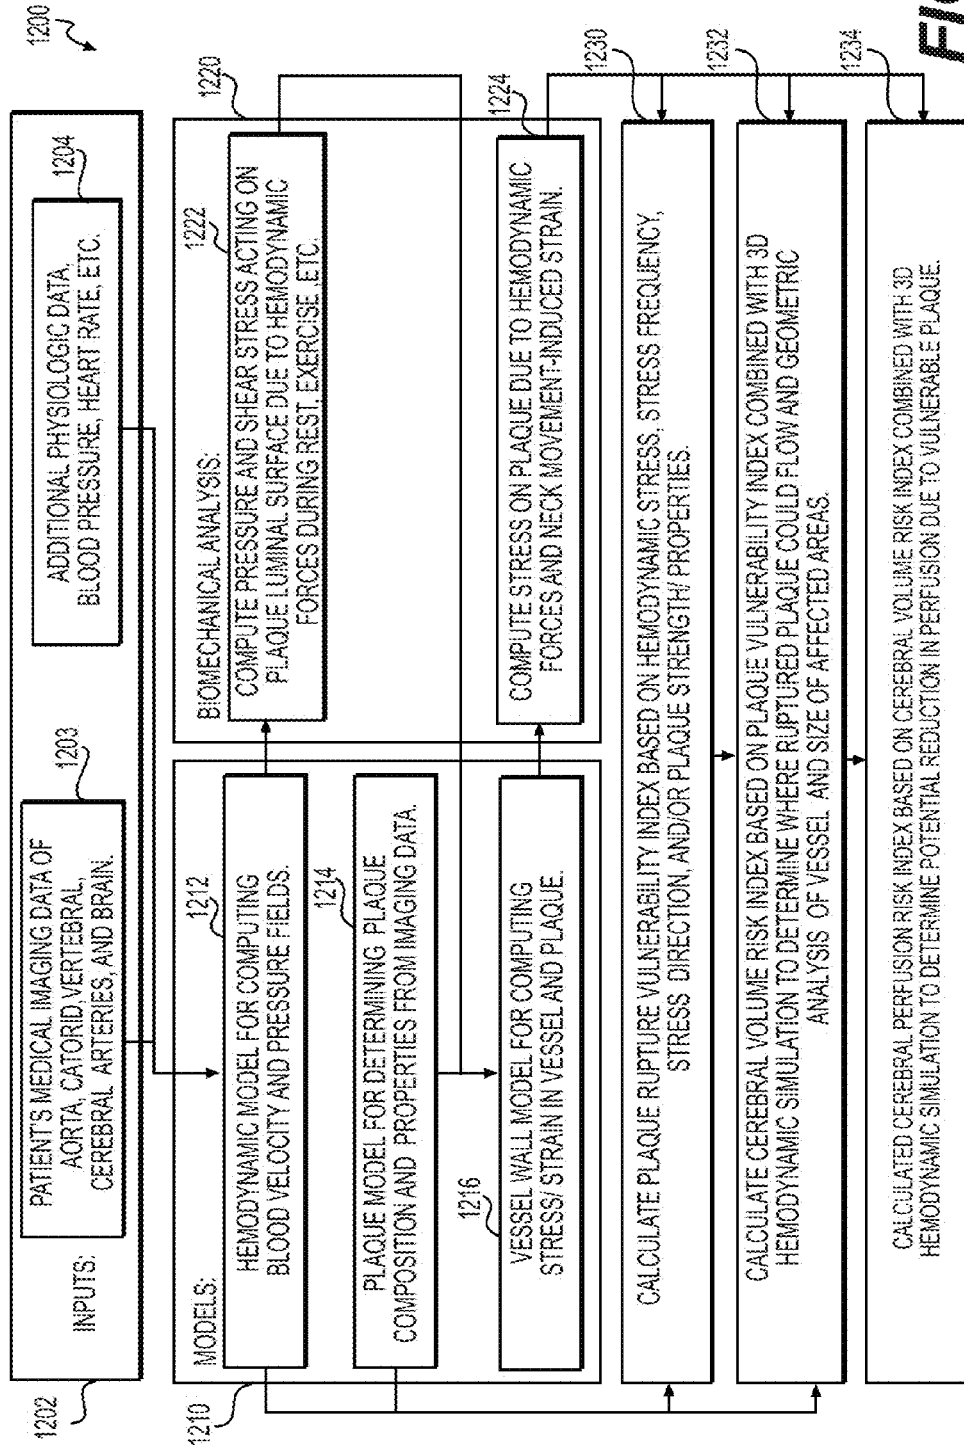 1200
1202
INPUTS:
PATIENT'S MEDICAL IMAGING DATA OF
AORTA, CATORID,VERTEBRAL,
CEREBRAL ARTERIES, AND BRAIN.
1203
ADDITIONAL PHYSIOLOGIC DATA,
BLOOD PRESSURE, HEART RATE, ETC.
1204
1210
MODELS:
1212
HEMODYNAMIC MODEL FOR COMPUTING
BLOOD VELOCITY AND PRESSURE FIELDS.
1214
PLAQUE MODEL FOR DETERMINING PLAQUE
COMPOSITION AND PROPERTIES FROM IMAGING DATA.
1216
VESSEL WALL MODEL FOR COMPUTING
STRESS/ STRAIN IN VESSEL AND PLAQUE.
1220
BIOMECHANICAL ANALYSIS:
1222
COMPUTE PRESSURE AND SHEAR STRESS ACTING ON
PLAQUE LUMINAL SURFACE DUE TO HEMODYNAMIC
FORCES DURING REST, EXERCISE ,ETC.
1224
COMPUTE STRESS ON PLAQUE DUE TO HEMODYNAMIC
FORCES AND NECK MOVEMENT-INDUCED STRAIN.
1230
CALCULATE PLAQUE RUPTURE VULNERABILITY INDEX BASED ON HEMODYNAMIC STRESS, STRESS FREQUENCY,
STRESS DIRECTION, AND/OR PLAQUE STRENGTH/ PROPERTIES.
1232
CALCULATE CEREBRAL VOLUME RISK INDEX BASED ON PLAQUE VULNERABILITY INDEX COMBINED WITH 3D
HEMODYNAMIC SIMULATION TO DETERMINE WHERE RUPTURED PLAQUE COULD FLOW AND GEOMETRIC
ANALYSIS OF VESSEL AND SIZE OF AFFECTED AREAS.
1234
CALCULATED CEREBRAL PERFUSION RISK INDEX BASED ON CEREBRAL VOLUME RISK INDEX COMBINED WITH 3D
HEMODYNAMIC SIMULATION TO DETERMINE POTENTIAL REDUCTION IN PERFUSION DUE TO VULNERABLE PLAQUE.